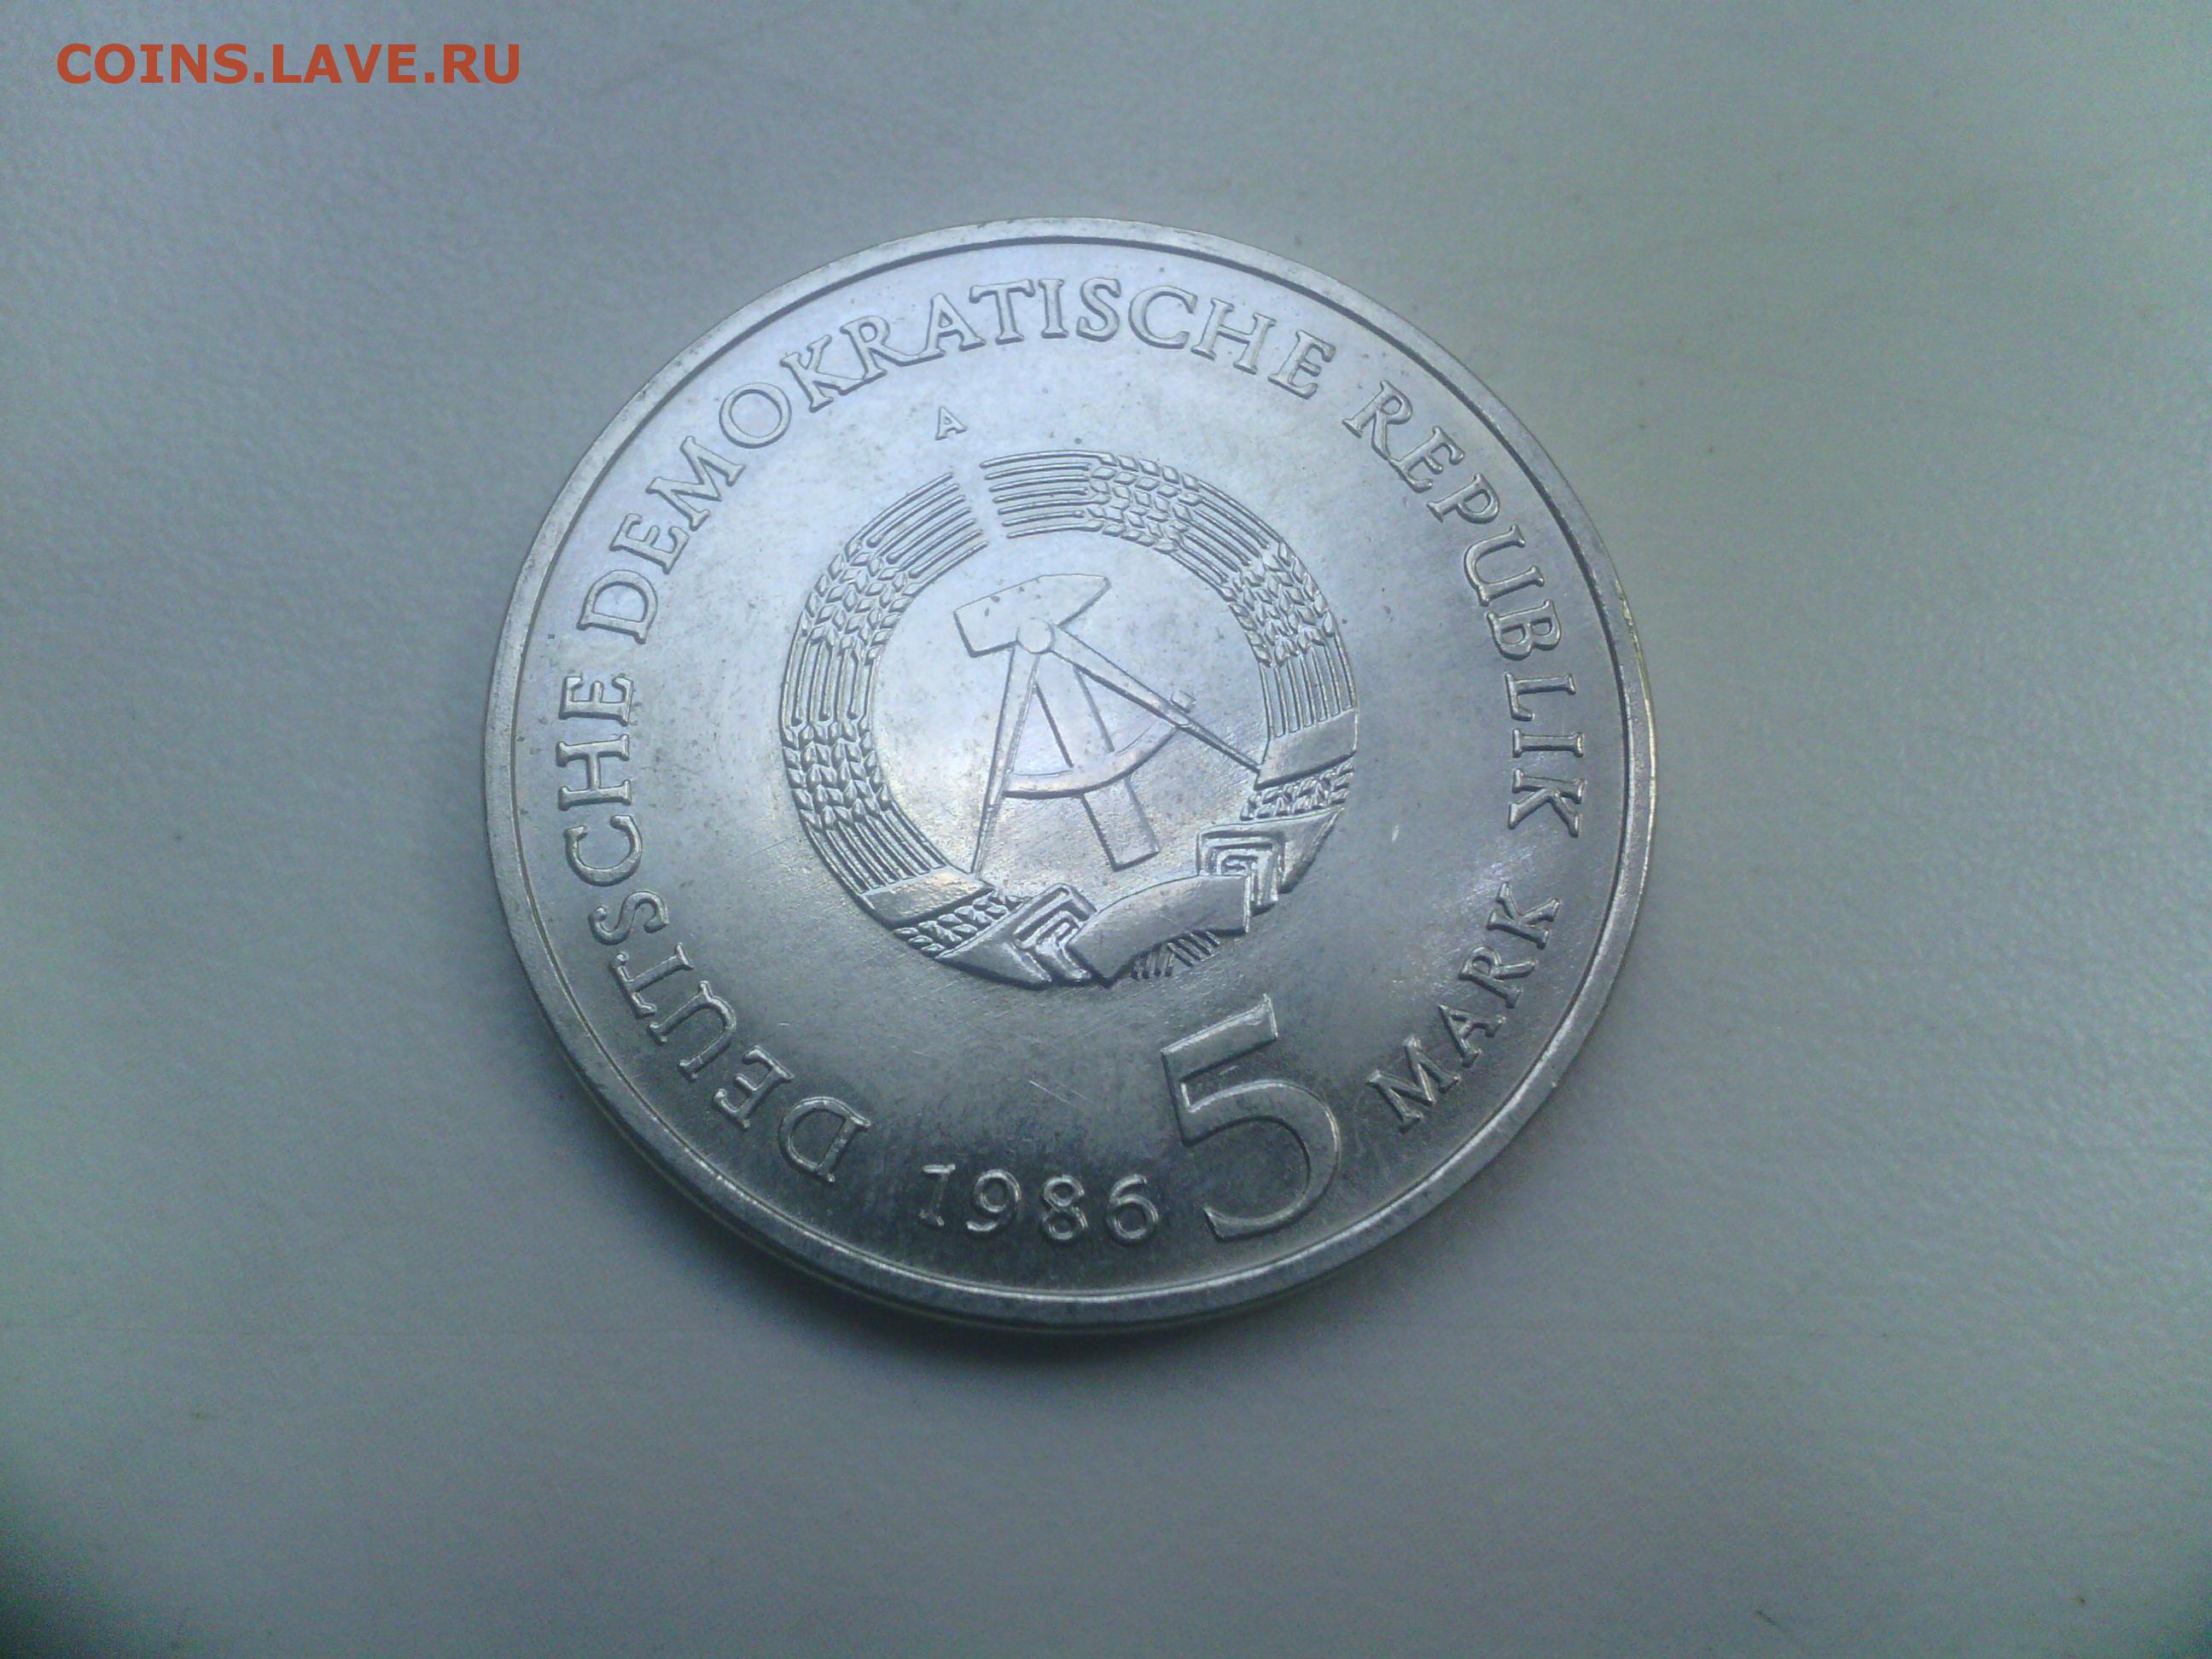 COINS.LAVE.RU
DEUTSCHE DEMOKRATISCHE REPUBLIK
A
1986 5 MARK